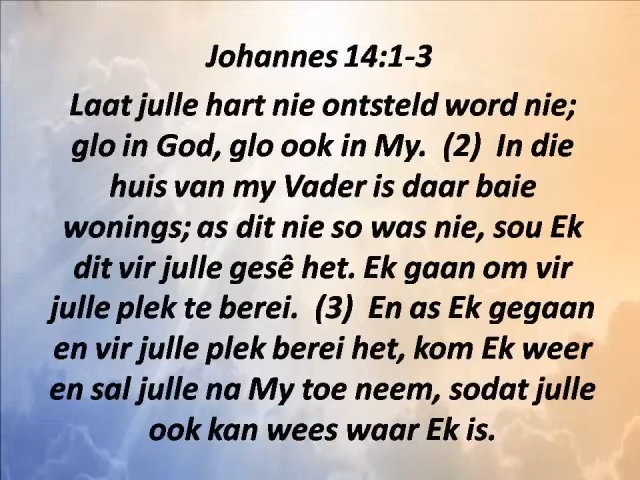 Johannes 14:1-3
Laat julle hart nie ontsteld word nie;
glo in God, glo ook in My.  (2)  In die
huis van my Vader is daar baie
wonings; as dit nie so was nie, sou Ek
dit vir julle gesê het. Ek gaan om vir
julle plek te berei.  (3)  En as Ek gegaan
en vir julle plek berei het, kom Ek weer
en sal julle na My toe neem, sodat julle
ook kan wees waar Ek is.